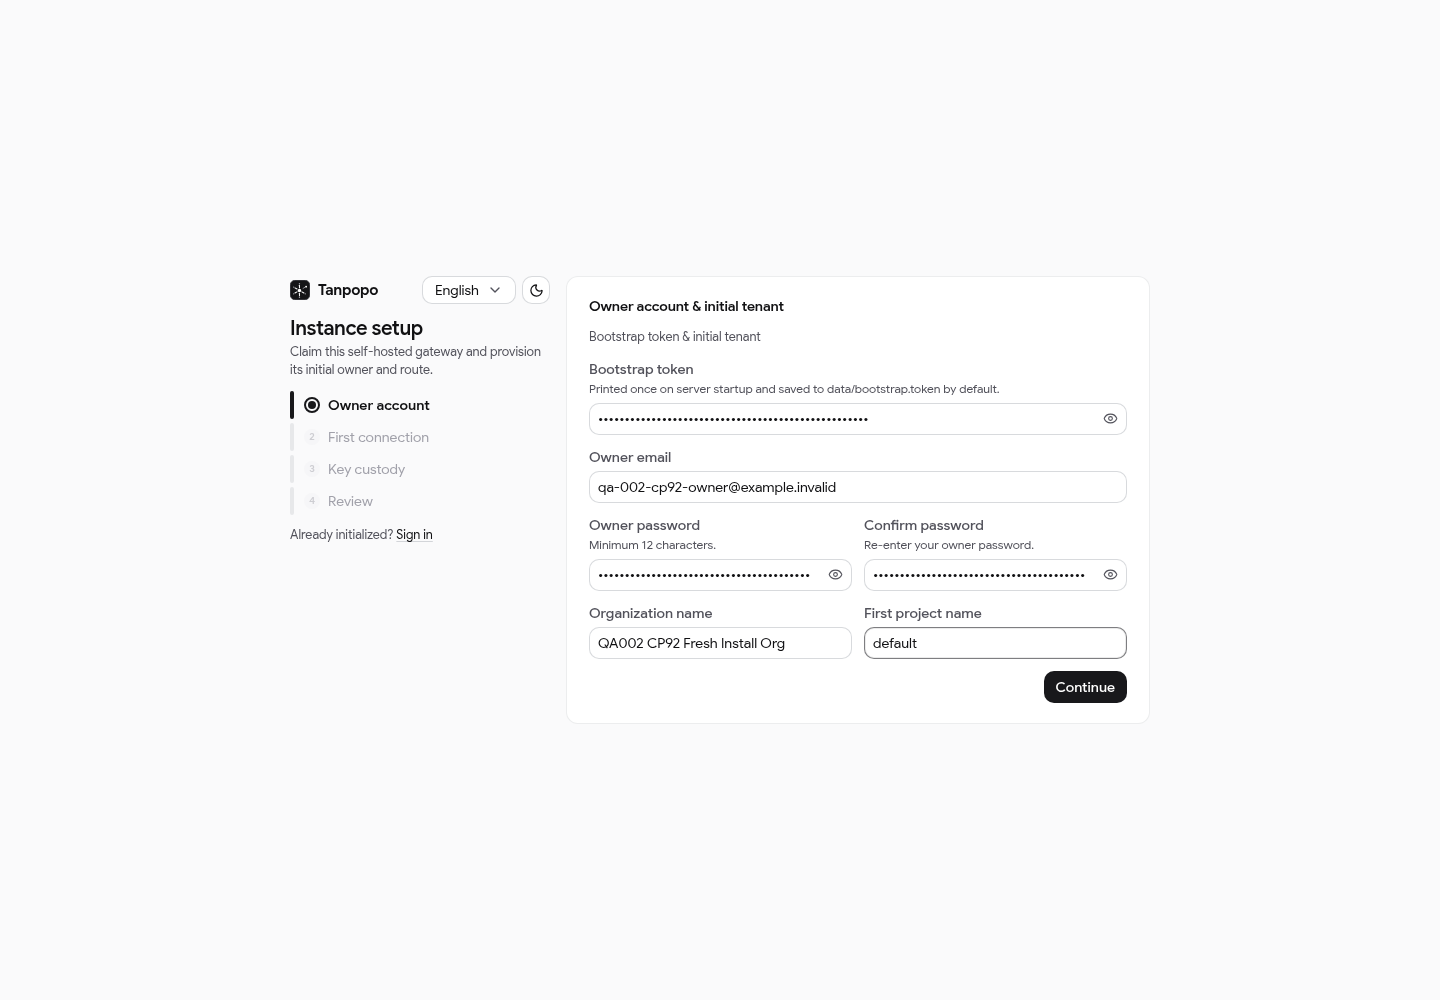 Tanpopo
English
Instance setup
Claim this self-hosted gateway and provision
its initial owner and route.
Owner account
2 First connection
3 Key custody
4 Review
Already initialized? Sign in
Owner account & initial tenant
Bootstrap token & initial tenant
Bootstrap token
Printed once on server startup and saved to data/bootstrap.token by default.
•••••••••••••••••••••••••••••••••••••••••••••••••••
Owner email
qa-002-cp92-owner@example.invalid
Owner password
Minimum 12 characters.
••••••••••••••••••••••••••••••••••••••••
Confirm password
Re-enter your owner password.
••••••••••••••••••••••••••••••••••••••••
Organization name
QA002 CP92 Fresh Install Org
First project name
default
Continue